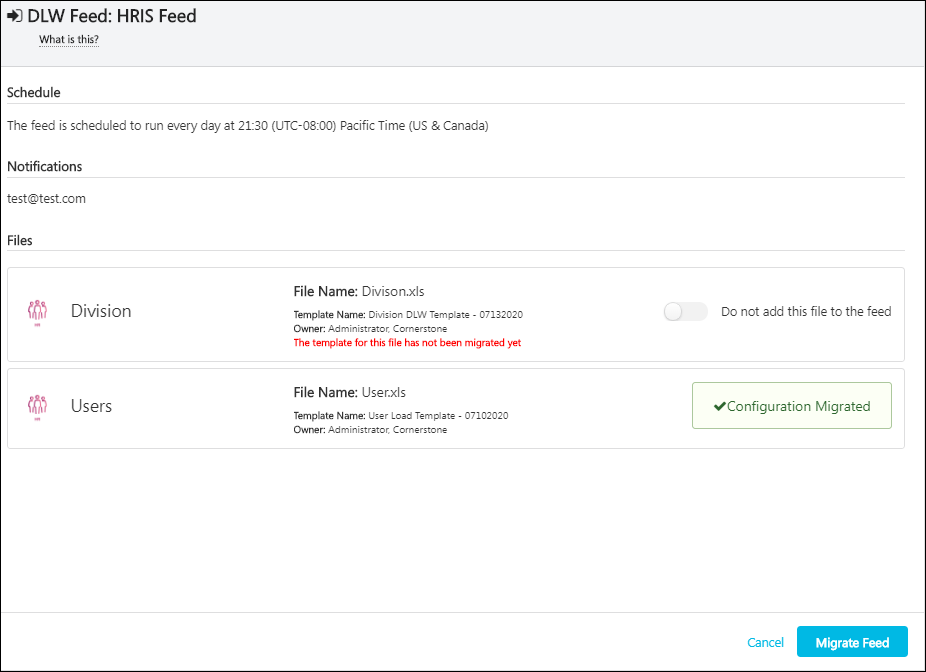 DLW Feed: HRIS Feed
What is this?
Schedule
The feed is scheduled to run every day at 21:30 (UTC-08:00) Pacific Time (US & Canada)
Notifications
test@test.com
Files
Division
File Name: Divison.xls
Template Name: Division DLW Template - 07132020
Owner: Administrator, Cornerstone
The template for this file has not been migrated yet
Do not add this file to the feed
Users
File Name: User.xls
Template Name: User Load Template - 07102020
Owner: Administrator, Cornerstone
Configuration Migrated
Cancel
Migrate Feed